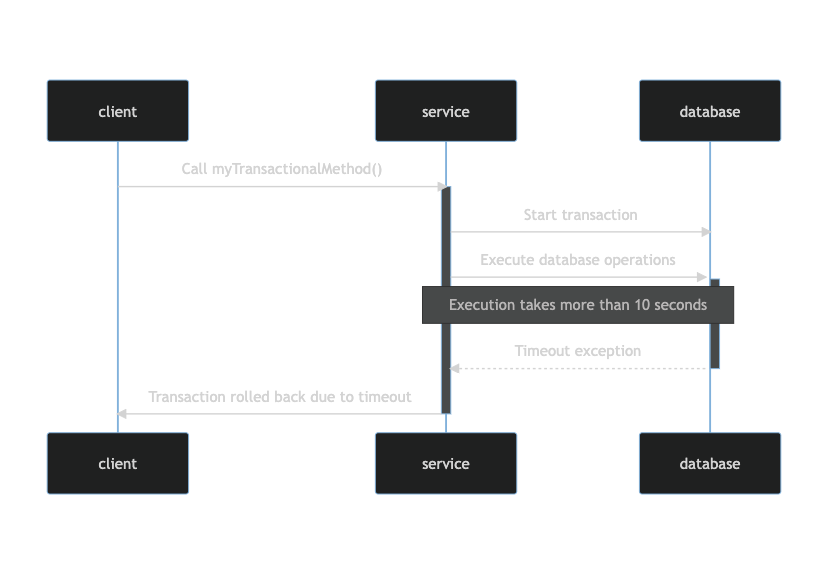 client
service
database
Call myTransactionalMethod()
Start transaction
Execute database operations
Execution takes more than 10 seconds
Timeout exception
Transaction rolled back due to timeout
client
service
database